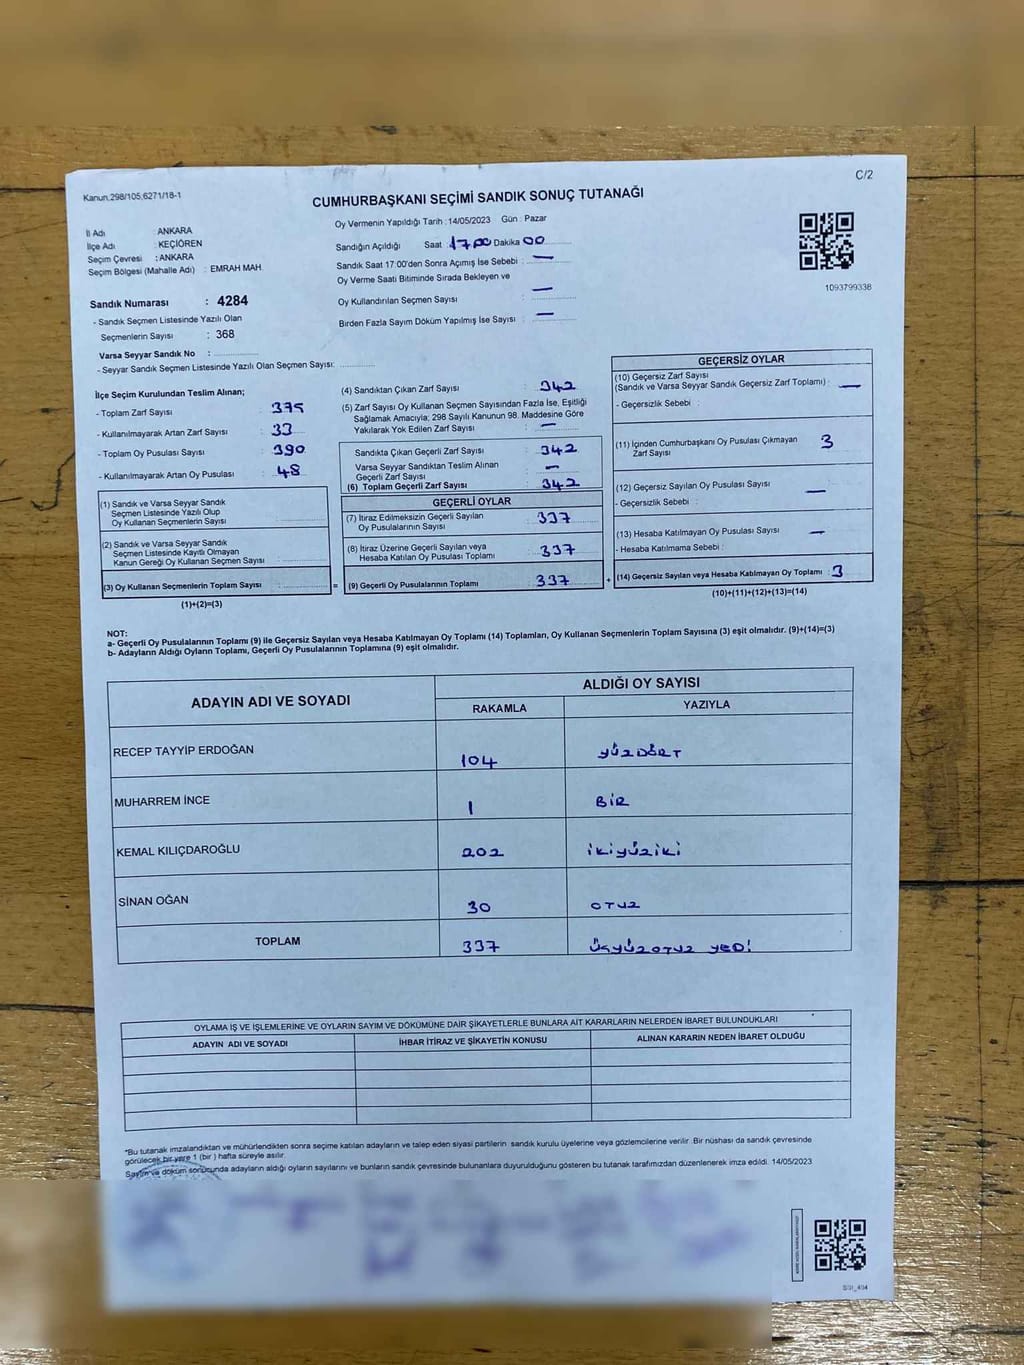 Kanun.298/105,6271/18-1
C/2
CUMHURBAŞKANI SEÇİMİ SANDIK SONUÇ TUTANAĞI
Oy Vermenin Yapıldığı Tarih : 14/05/2023 Gün : Pazar
İl Adı : ANKARA
İlçe Adı : KEÇİÖREN
Seçim Çevresi : ANKARA
Seçim Bölgesi (Mahalle Adı) : EMRAH MAH.
Sandık Numarası : 4284
- Sandık Seçmen Listesinde Yazılı Olan
Seçmenlerin Sayısı : 368
Varsa Seyyar Sandık No :
- Seyyar Sandık Seçmen Listesinde Yazılı Olan Seçmen Sayısı:
Sandığın Açıldığı Saat : 17 00 Dakika 00
Sandık Saat 17:00'den Sonra Açımış İse Sebebi : —
Oy Verme Saati Bitiminde Sırada Bekleyen ve
Oy Kullandırılan Seçmen Sayısı : —
Birden Fazla Sayım Döküm Yapılmış İse Sayısı : —
1093799338
İlçe Seçim Kurulundan Teslim Alınan;
- Toplam Zarf Sayısı : 375
- Kullanılmayarak Artan Zarf Sayısı : 33
- Toplam Oy Pusulası Sayısı : 390
- Kullanılmayarak Artan Oy Pusulası : 48
(1) Sandık ve Varsa Seyyar Sandık
Seçmen Listesinde Yazılı Olup
Oy Kullanan Seçmenlerin Sayısı :
(2) Sandık ve Varsa Seyyar Sandık
Seçmen Listesinde Kayıtlı Olmayan
Kanun Gereği Oy Kullanan Seçmen Sayısı :
(3) Oy Kullanan Seçmenlerin Toplam Sayısı :
(1)+(2)=(3)
(4) Sandıktan Çıkan Zarf Sayısı : 342
(5) Zarf Sayısı Oy Kullanan Seçmen Sayısından Fazla İse, Eşitliği
Sağlamak Amacıyla; 298 Sayılı Kanunun 98. Maddesine Göre
Yakılarak Yok Edilen Zarf Sayısı : —
Sandıkta Çıkan Geçerli Zarf Sayısı : 342
Varsa Seyyar Sandıktan Teslim Alınan
Geçerli Zarf Sayısı : —
(6) Toplam Geçerli Zarf Sayısı : 342
GEÇERLİ OYLAR
(7) İtiraz Edilmeksizin Geçerli Sayılan
Oy Pusulalarının Sayısı : 337
(8) İtiraz Üzerine Geçerli Sayılan veya
Hesaba Katılan Oy Pusulası Toplamı : 337
= (9) Geçerli Oy Pusulalarının Toplamı : 337
GEÇERSİZ OYLAR
(10) Geçersiz Zarf Sayısı
(Sandık ve Varsa Seyyar Sandık Geçersiz Zarf Toplamı) : —
- Geçersizlik Sebebi :
(11) İçinden Cumhurbaşkanı Oy Pusulası Çıkmayan
Zarf Sayısı : 3
(12) Geçersiz Sayılan Oy Pusulası Sayısı : —
- Geçersizlik Sebebi :
(13) Hesaba Katılmayan Oy Pusulası Sayısı : —
- Hesaba Katılmama Sebebi :
+ (14) Geçersiz Sayılan veya Hesaba Katılmayan Oy Toplamı : 3
(10)+(11)+(12)+(13)=(14)
NOT:
a- Geçerli Oy Pusulalarının Toplamı (9) ile Geçersiz Sayılan veya Hesaba Katılmayan Oy Toplamı (14) Toplamları, Oy Kullanan Seçmenlerin Toplam Sayısına (3) eşit olmalıdır. (9)+(14)=(3)
b- Adayların Aldığı Oyların Toplamı, Geçerli Oy Pusulalarının Toplamına (9) eşit olmalıdır.
ADAYIN ADI VE SOYADI
ALDIĞI OY SAYISI
RAKAMLA YAZIYLA
RECEP TAYYİP ERDOĞAN 104 YÜZDÖRT
MUHARREM İNCE 1 BİR
KEMAL KILIÇDAROĞLU 202 İKİYÜZİKİ
SİNAN OĞAN 30 OTUZ
TOPLAM 337 ÜÇYÜZOTUZ YEDİ
OYLAMA İŞ VE İŞLEMLERİNE VE OYLARIN SAYIM VE DÖKÜMÜNE DAİR ŞİKAYETLERLE BUNLARA AİT KARARLARIN NELERDEN İBARET BULUNDUKLARI
ADAYIN ADI VE SOYADI İHBAR İTİRAZ VE ŞİKAYETİN KONUSU ALINAN KARARIN NEDEN İBARET OLDUĞU
"Bu tutanak imzalandıktan ve mühürlendikten sonra seçime katılan adayların ve talep eden siyasi partilerin sandık kurulu üyelerine veya gözlemcilerine verilir .Bir nüshası da sandık çevresinde
görülecek bir yere 1 (bir ) hafta süreyle asılır.
Sayım ve döküm sonucunda adayların aldığı oyların sayılarını ve bunların sandık çevresinde bulunanlara duyurulduğunu gösteren bu tutanak tarafımızdan düzenlenerek imza edildi. 14/05/2023